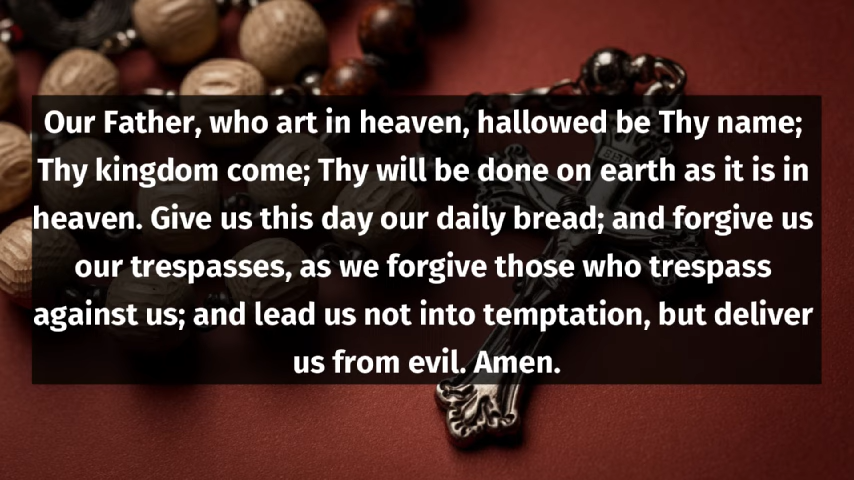 Our Father, who art in heaven, hallowed be Thy name;
Thy kingdom come; Thy will be done on earth as it is in
heaven. Give us this day our daily bread; and forgive us
our trespasses, as we forgive those who trespass
against us; and lead us not into temptation, but deliver
us from evil. Amen.